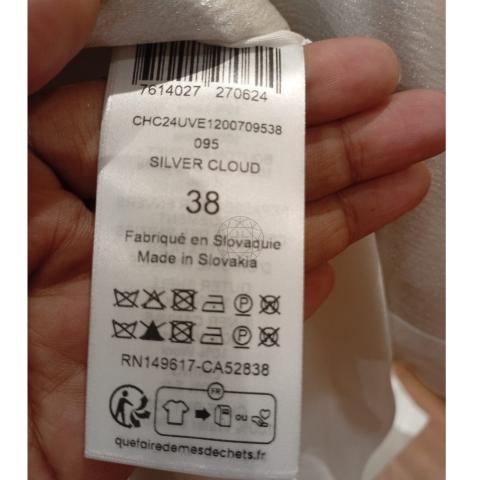 7614027 270624
CHC24UVE1200709538
095
SILVER CLOUD
38
Fabriqué en Slovaquie
Made in Slovakia
P
P
RN149617-CA52838
FR
ou
quefairedemesdechets.fr